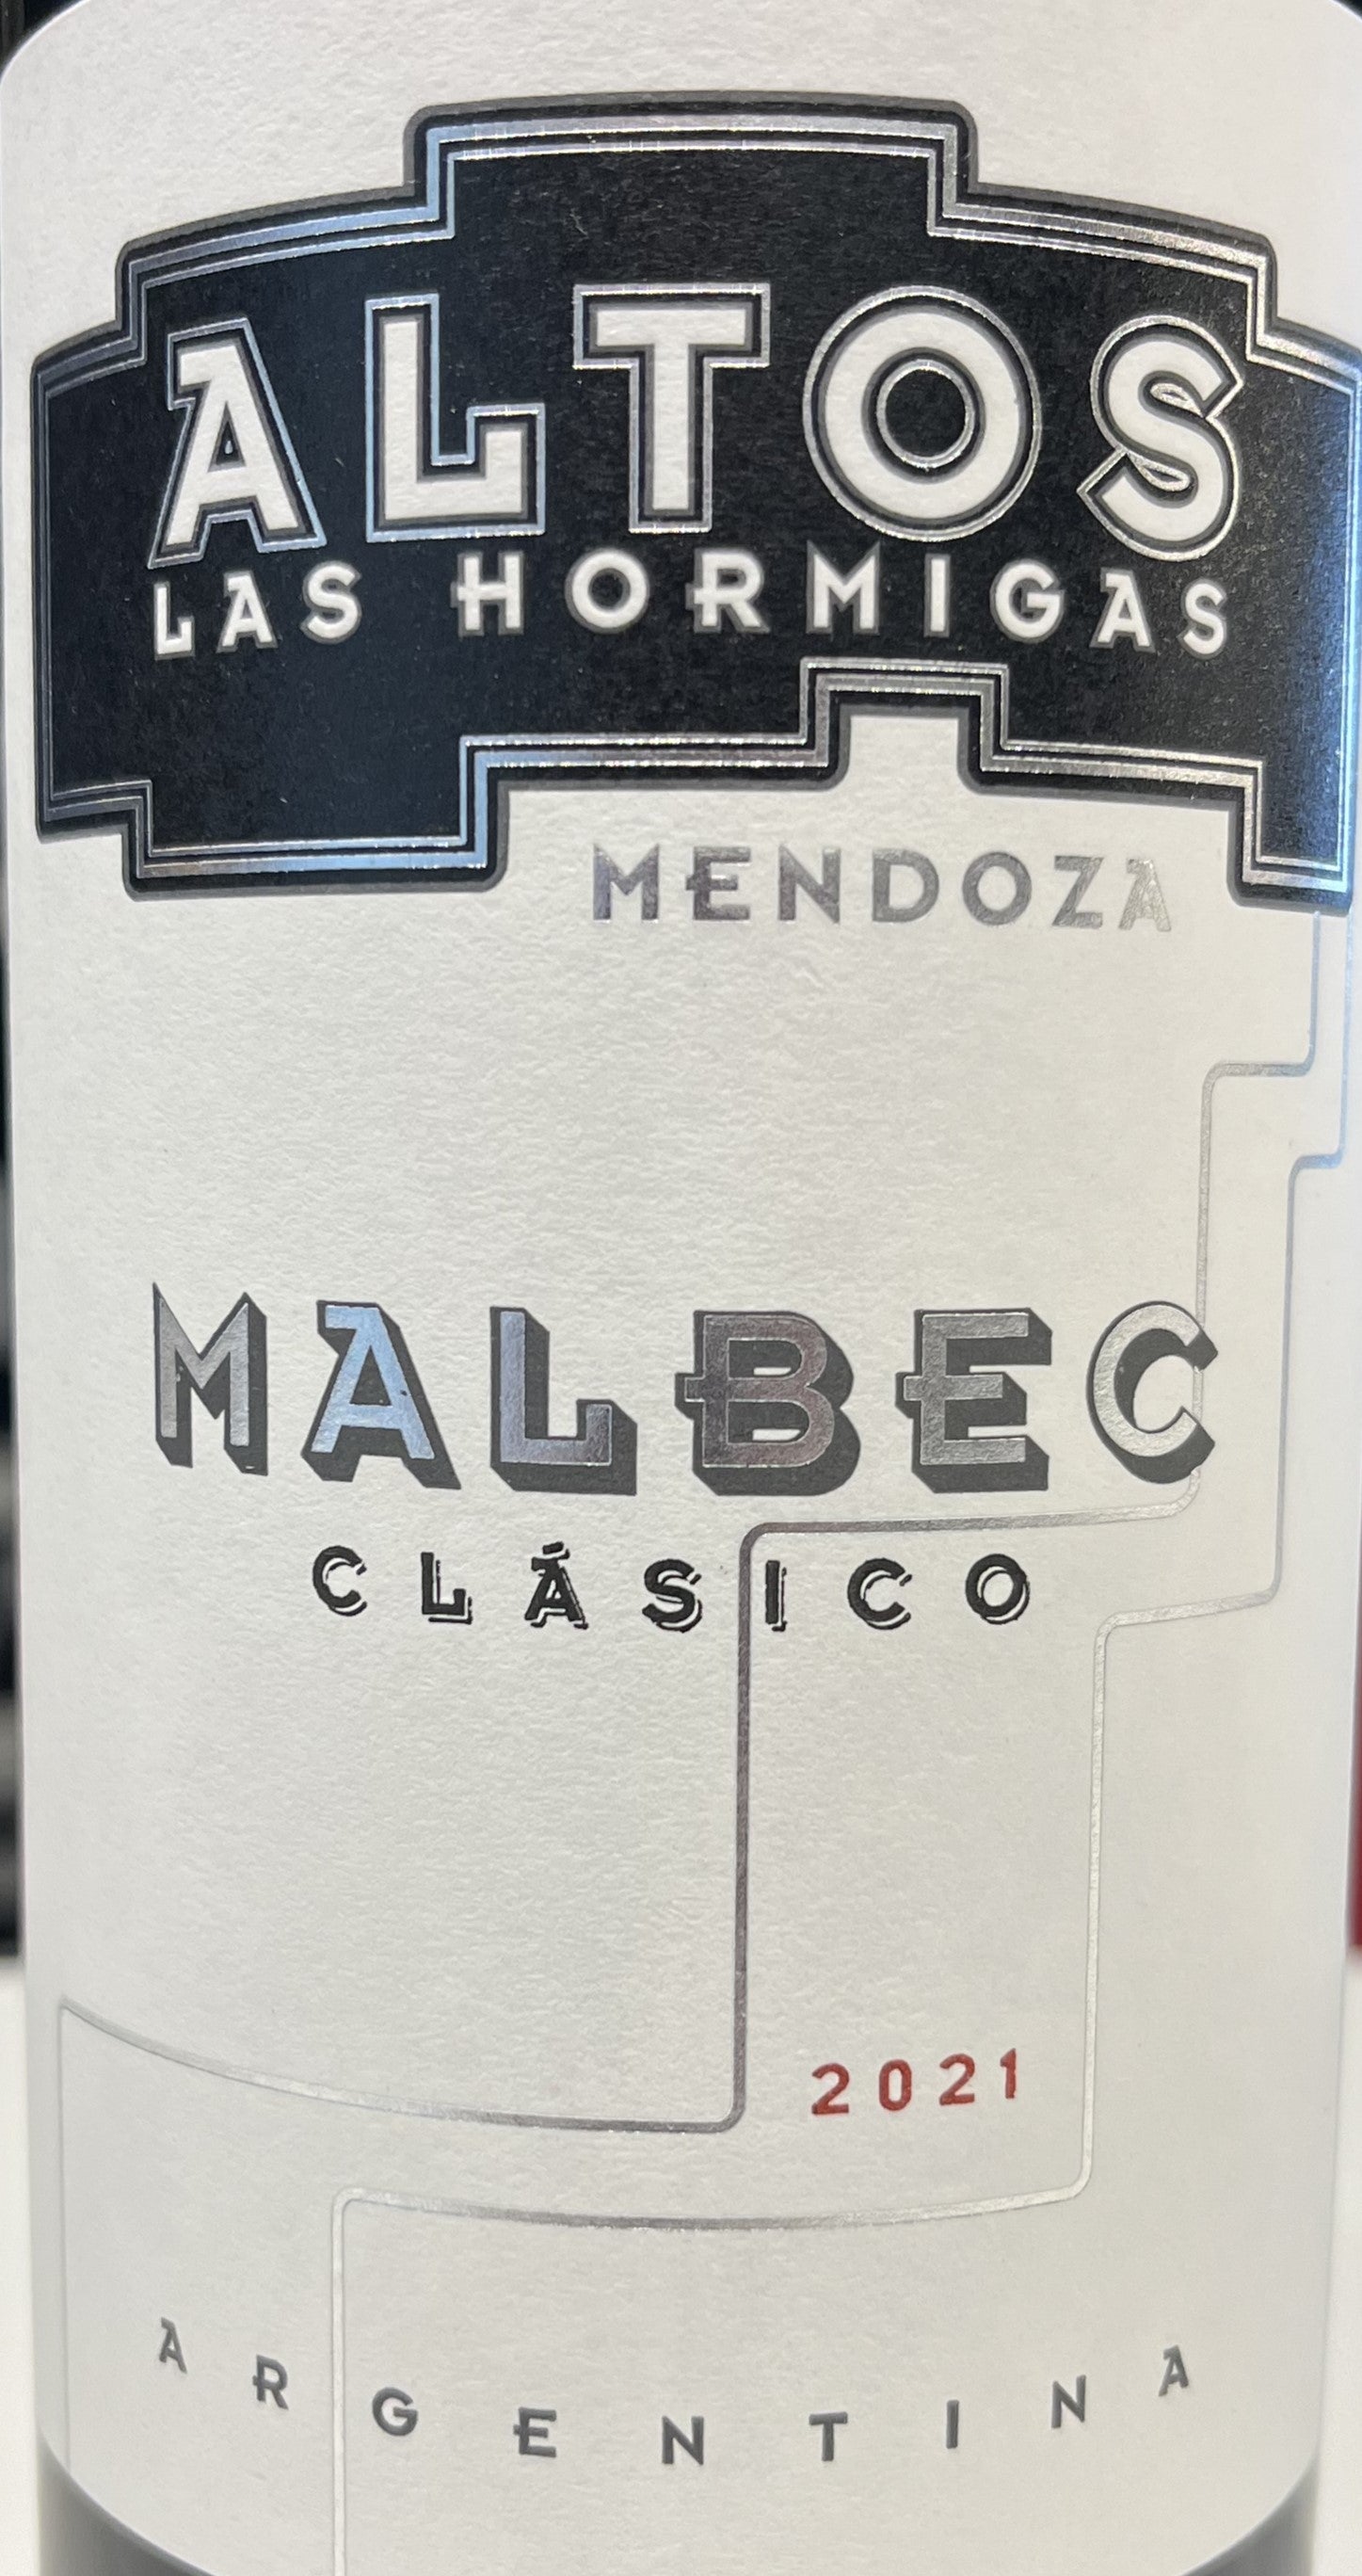 ALTOS
LAS HORMIGAS
MENDOZA
MALBEC
CLÁSICO
2021
ARGENTINA